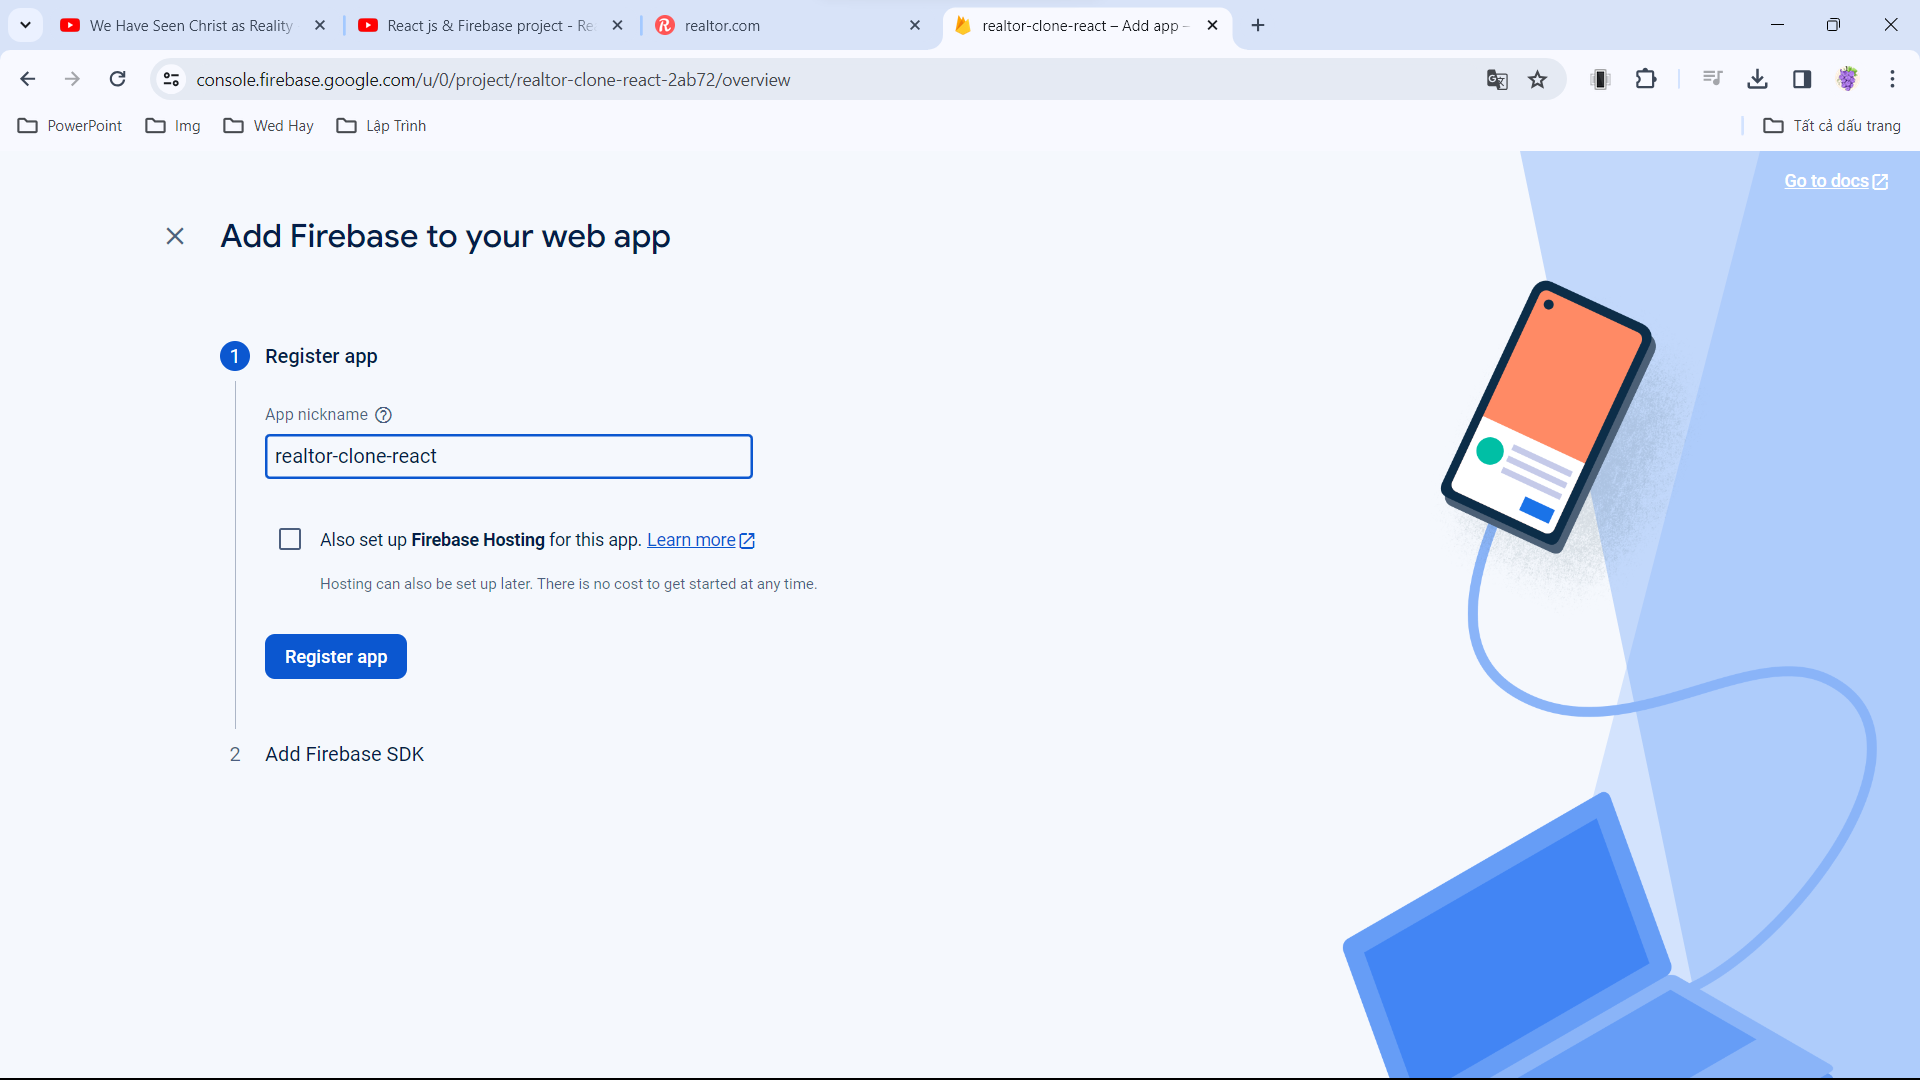 We Have Seen Christ as Reality
React js & Firebase project - Re
realtor.com
realtor-clone-react – Add app –
console.firebase.google.com/u/0/project/realtor-clone-react-2ab72/overview
PowerPoint
Img
Wed Hay
Lập Trình
Tất cả dấu trang
Go to docs
Add Firebase to your web app
1 Register app
App nickname
realtor-clone-react
Also set up Firebase Hosting for this app. Learn more
Hosting can also be set up later. There is no cost to get started at any time.
Register app
2 Add Firebase SDK